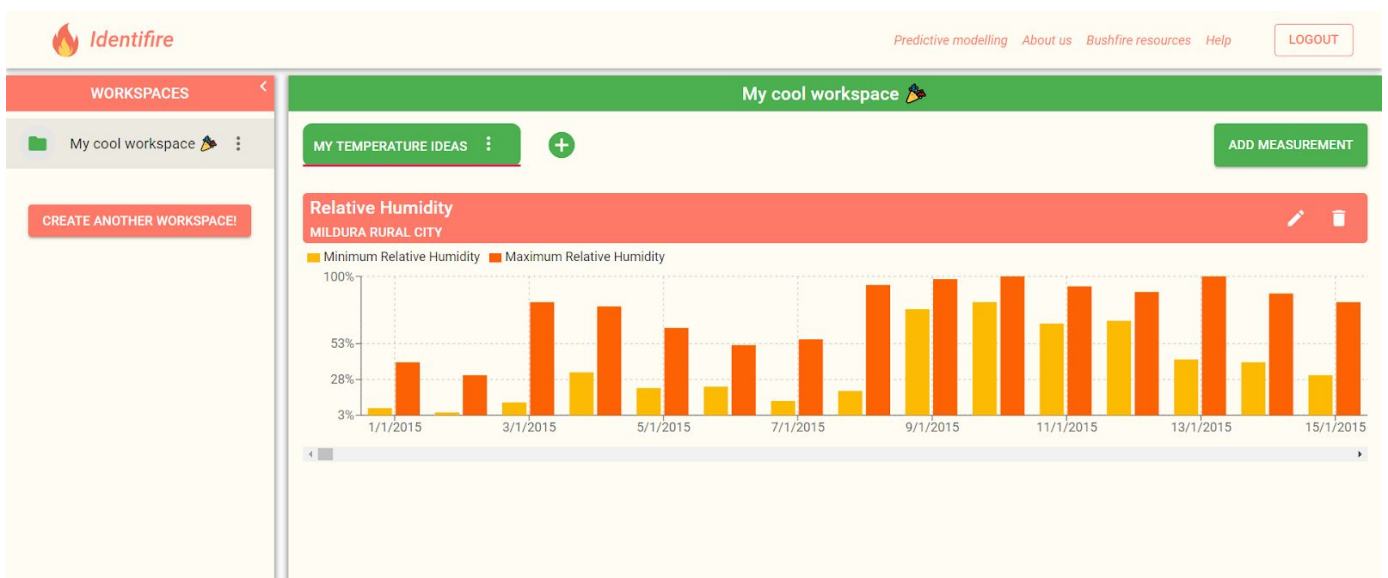 Identifire
Predictive modelling About us Bushfire resources Help LOGOUT
WORKSPACES
My cool workspace 🎉
CREATE ANOTHER WORKSPACE!
My cool workspace 🎉
MY TEMPERATURE IDEAS
ADD MEASUREMENT
Relative Humidity
MILDURA RURAL CITY
Minimum Relative Humidity Maximum Relative Humidity
100%
53%
28%
3%
1/1/2015 3/1/2015 5/1/2015 7/1/2015 9/1/2015 11/1/2015 13/1/2015 15/1/2015